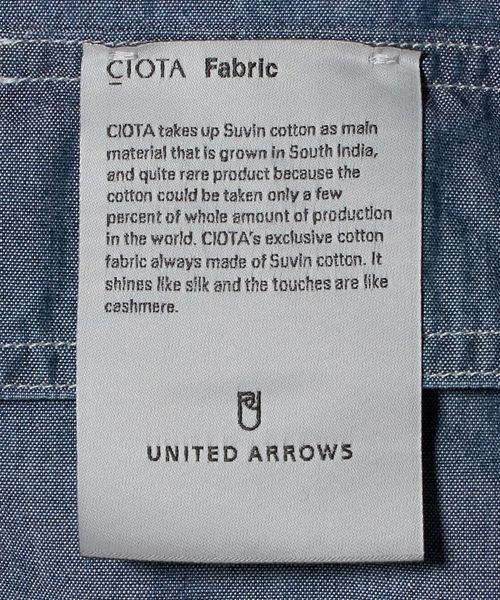 CIOTA Fabric
CIOTA takes up Suvin cotton as main
material that is grown in South India,
and quite rare product because the
cotton could be taken only a few
percent of whole amount of production
in the world. CIOTA's exclusive cotton
fabric always made of Suvin cotton. It
shines like silk and the touches are like
cashmere.
UNITED ARROWS